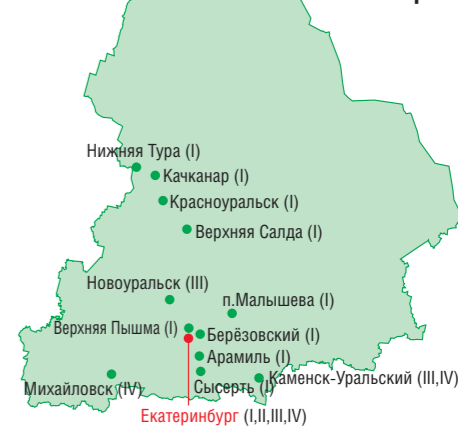 Нижняя Тура (I)
Качканар (I)
Красноуральск (I)
Верхняя Салда (I)
Новоуральск (III)
п.Малышева (I)
Верхняя Пышма (I)
Берёзовский (I)
Арамиль (I)
Каменск-Уральский (III,IV)
Михайловск (IV)
Сысерть (I)
Екатеринбург (I,II,III,IV)